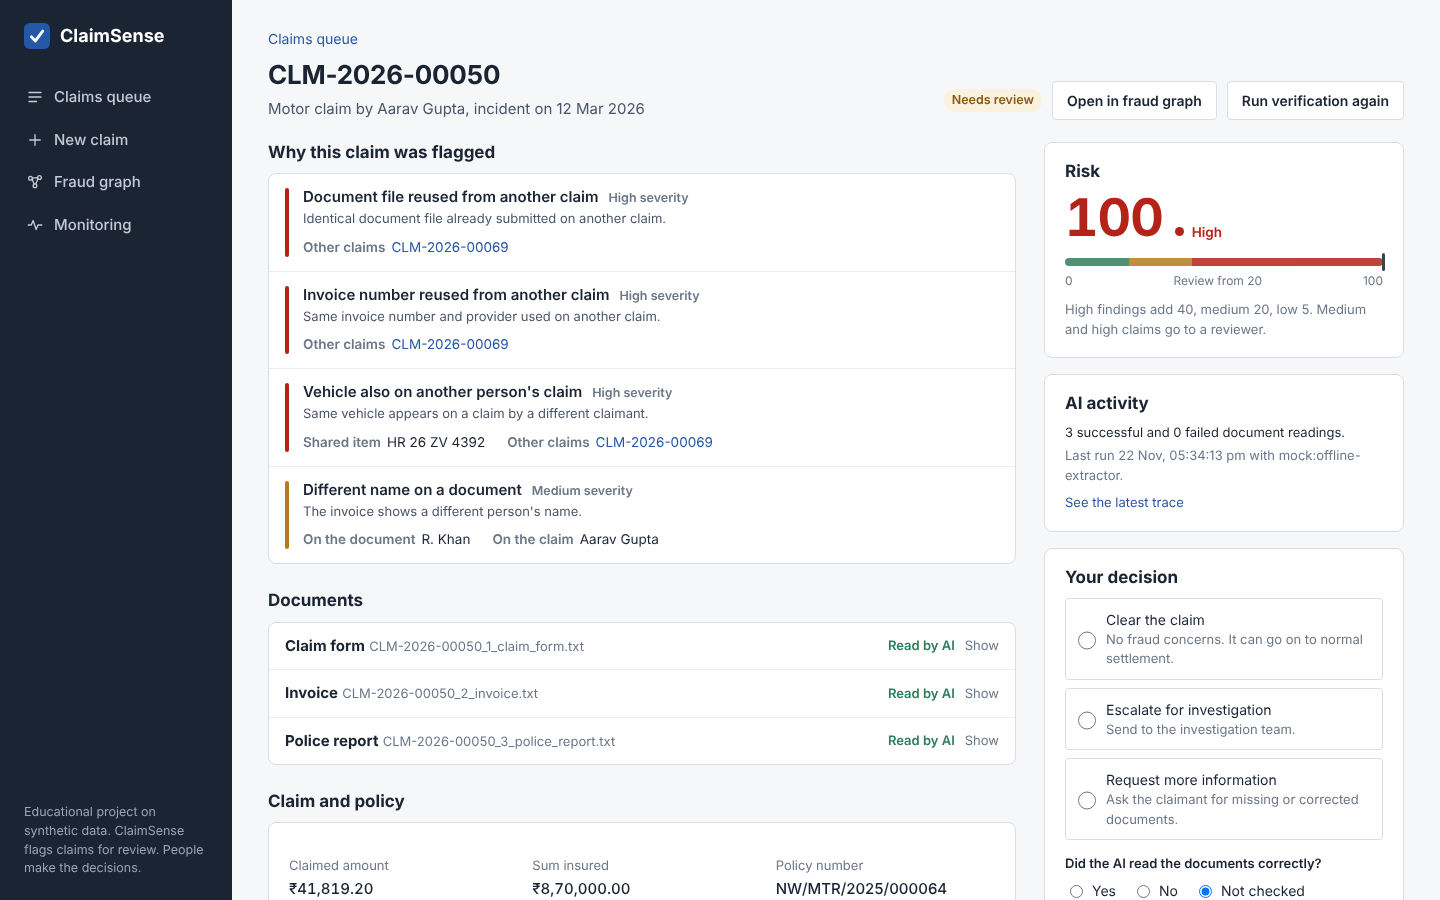 ClaimSense
Claims queue
New claim
Fraud graph
Monitoring
Educational project on
synthetic data. ClaimSense
flags claims for review. People
make the decisions.
Claims queue
CLM-2026-00050
Motor claim by Aarav Gupta, incident on 12 Mar 2026
Needs review
Open in fraud graph
Run verification again
Why this claim was flagged
Document file reused from another claim High severity
Identical document file already submitted on another claim.
Other claims CLM-2026-00069
Invoice number reused from another claim High severity
Same invoice number and provider used on another claim.
Other claims CLM-2026-00069
Vehicle also on another person's claim High severity
Same vehicle appears on a claim by a different claimant.
Shared item HR 26 ZV 4392 Other claims CLM-2026-00069
Different name on a document Medium severity
The invoice shows a different person's name.
On the document R. Khan On the claim Aarav Gupta
Documents
Claim form CLM-2026-00050_1_claim_form.txt Read by AI Show
Invoice CLM-2026-00050_2_invoice.txt Read by AI Show
Police report CLM-2026-00050_3_police_report.txt Read by AI Show
Claim and policy
Claimed amount Sum insured Policy number
₹41,819.20 ₹8,70,000.00 NW/MTR/2025/000064
Risk
100 High
0 Review from 20 100
High findings add 40, medium 20, low 5. Medium
and high claims go to a reviewer.
AI activity
3 successful and 0 failed document readings.
Last run 22 Nov, 05:34:13 pm with mock:offline-
extractor.
See the latest trace
Your decision
Clear the claim
No fraud concerns. It can go on to normal
settlement.
Escalate for investigation
Send to the investigation team.
Request more information
Ask the claimant for missing or corrected
documents.
Did the AI read the documents correctly?
Yes No Not checked